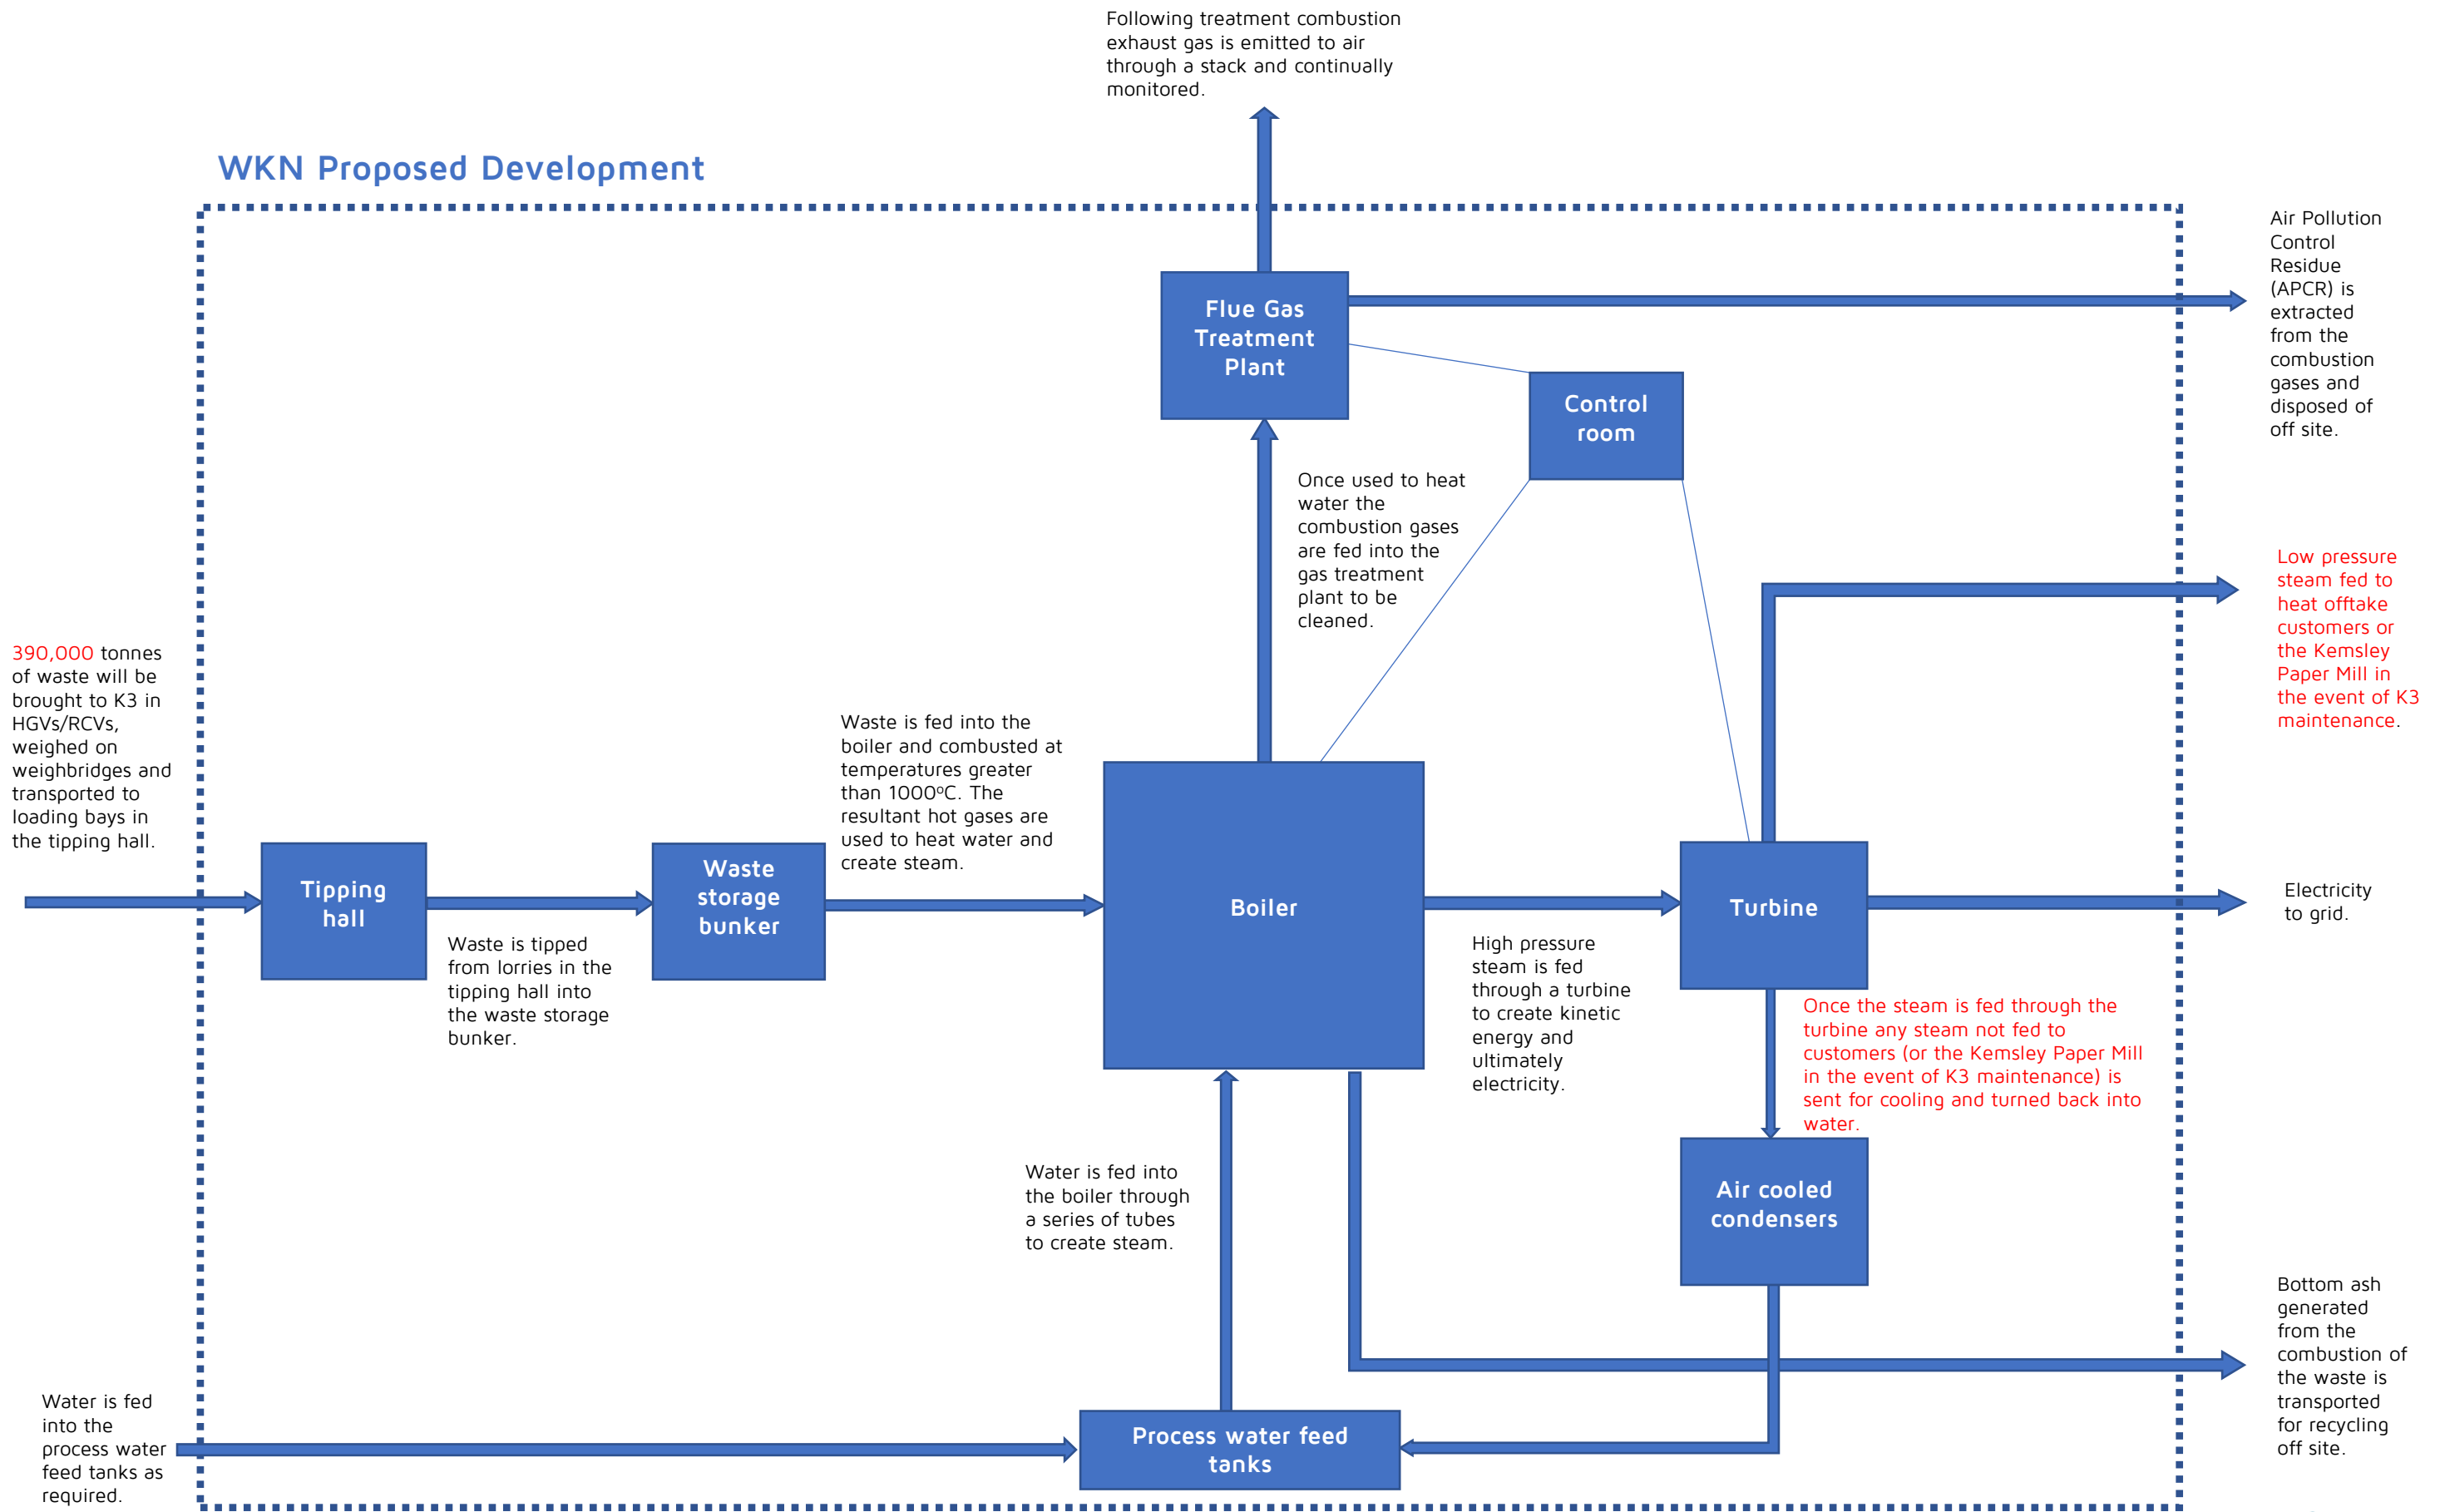 Following treatment combustion
exhaust gas is emitted to air
through a stack and continually
monitored.
WKN Proposed Development
Air Pollution
Control
Residue
(APCR) is
extracted
from the
combustion
gases and
disposed of
off site.
Flue Gas
Treatment
Plant
Control
room
Once used to heat
water the
combustion gases
are fed into the
gas treatment
plant to be
cleaned.
Low pressure
steam fed to
heat offtake
customers or
the Kemsley
Paper Mill in
the event of K3
maintenance.
390,000 tonnes
of waste will be
brought to K3 in
HGVs/RCVs,
weighed on
weighbridges and
transported to
loading bays in
the tipping hall.
Waste is fed into the
boiler and combusted at
temperatures greater
than 1000ºC. The
resultant hot gases are
used to heat water and
create steam.
Tipping
hall
Waste
storage
bunker
Boiler
Turbine
Electricity
to grid.
Waste is tipped
from lorries in the
tipping hall into
the waste storage
bunker.
High pressure
steam is fed
through a turbine
to create kinetic
energy and
ultimately
electricity.
Once the steam is fed through the
turbine any steam not fed to
customers (or the Kemsley Paper Mill
in the event of K3 maintenance) is
sent for cooling and turned back into
water.
Water is fed into
the boiler through
a series of tubes
to create steam.
Air cooled
condensers
Bottom ash
generated
from the
combustion of
the waste is
transported
for recycling
off site.
Water is fed
into the
process water
feed tanks as
required.
Process water feed
tanks